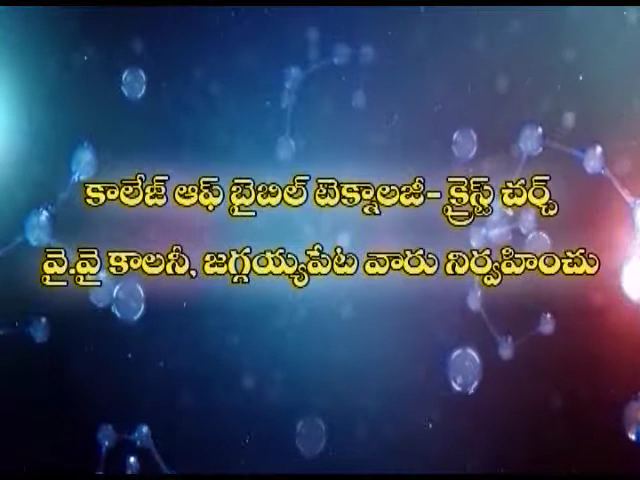 కాలేజ్ ఆఫ్ బైబిల్ టెక్నాలజీ- క్రైస్ట్ చర్చ్
వై.వై కాలనీ, జగ్గయ్యపేట వారు నిర్వహించు